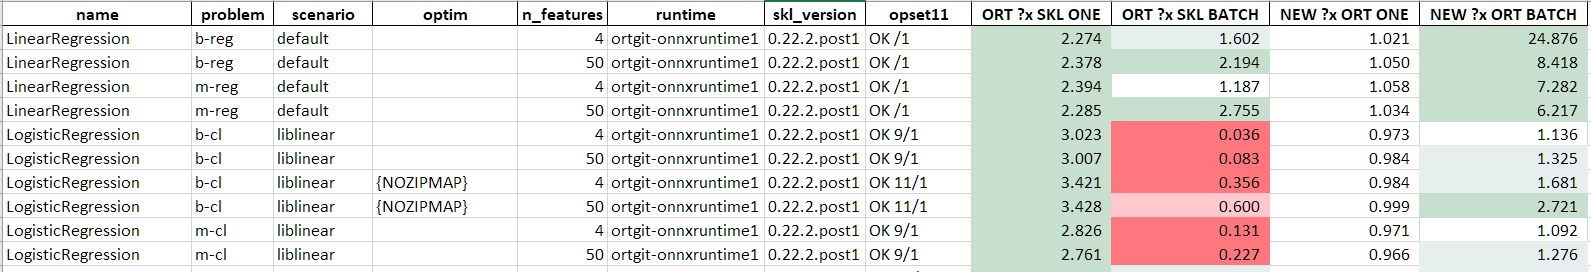 name problem scenario optim n_features runtime skl_version opset11 ORT ?x SKL ONE ORT ?x SKL BATCH NEW ?x ORT ONE NEW ?x ORT BATCH
LinearRegression b-reg default 4 ortgit-onnxruntime1 0.22.2.post1 OK /1 2.274 1.602 1.021 24.876
LinearRegression b-reg default 50 ortgit-onnxruntime1 0.22.2.post1 OK /1 2.378 2.194 1.050 8.418
LinearRegression m-reg default 4 ortgit-onnxruntime1 0.22.2.post1 OK /1 2.394 1.187 1.058 7.282
LinearRegression m-reg default 50 ortgit-onnxruntime1 0.22.2.post1 OK /1 2.285 2.755 1.034 6.217
LogisticRegression b-cl liblinear 4 ortgit-onnxruntime1 0.22.2.post1 OK 9/1 3.023 0.036 0.973 1.136
LogisticRegression b-cl liblinear 50 ortgit-onnxruntime1 0.22.2.post1 OK 9/1 3.007 0.083 0.984 1.325
LogisticRegression b-cl liblinear {NOZIPMAP} 4 ortgit-onnxruntime1 0.22.2.post1 OK 11/1 3.421 0.356 0.984 1.681
LogisticRegression b-cl liblinear {NOZIPMAP} 50 ortgit-onnxruntime1 0.22.2.post1 OK 11/1 3.428 0.600 0.999 2.721
LogisticRegression m-cl liblinear 4 ortgit-onnxruntime1 0.22.2.post1 OK 9/1 2.826 0.131 0.971 1.092
LogisticRegression m-cl liblinear 50 ortgit-onnxruntime1 0.22.2.post1 OK 9/1 2.761 0.227 0.966 1.276